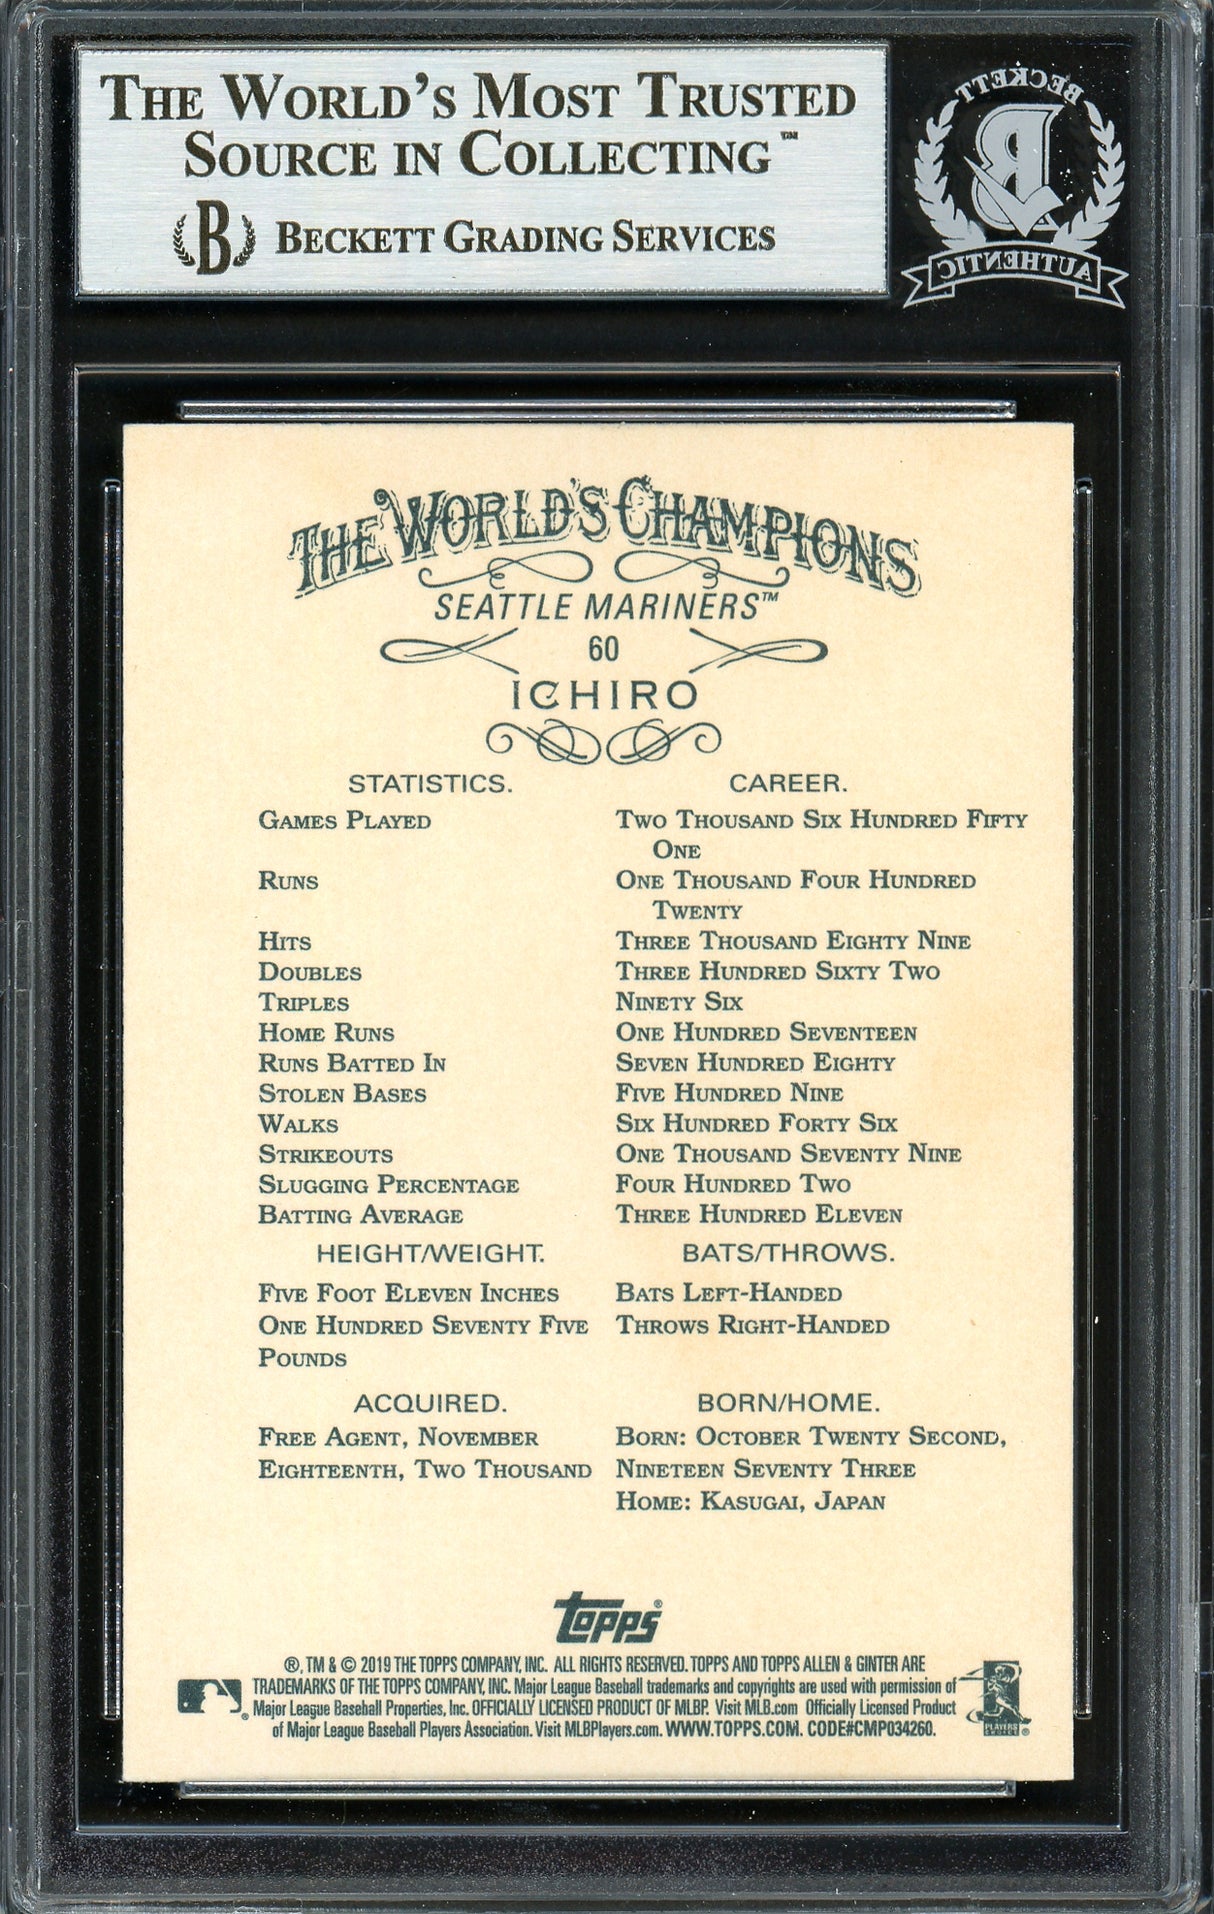 THE WORLD'S MOST TRUSTED
SOURCE IN COLLECTING™
B BECKETT GRADING SERVICES
BECKETT
B
AUTHENTIC
THE WORLD'S CHAMPIONS
SEATTLE MARINERS™
60
ICHIRO
STATISTICS. CAREER.
GAMES PLAYED TWO THOUSAND SIX HUNDRED FIFTY
ONE
RUNS ONE THOUSAND FOUR HUNDRED
TWENTY
HITS THREE THOUSAND EIGHTY NINE
DOUBLES THREE HUNDRED SIXTY TWO
TRIPLES NINETY SIX
HOME RUNS ONE HUNDRED SEVENTEEN
RUNS BATTED IN SEVEN HUNDRED EIGHTY
STOLEN BASES FIVE HUNDRED NINE
WALKS SIX HUNDRED FORTY SIX
STRIKEOUTS ONE THOUSAND SEVENTY NINE
SLUGGING PERCENTAGE FOUR HUNDRED TWO
BATTING AVERAGE THREE HUNDRED ELEVEN
HEIGHT/WEIGHT. BATS/THROWS.
FIVE FOOT ELEVEN INCHES BATS LEFT-HANDED
ONE HUNDRED SEVENTY FIVE THROWS RIGHT-HANDED
POUNDS
ACQUIRED. BORN/HOME.
FREE AGENT, NOVEMBER BORN: OCTOBER TWENTY SECOND,
EIGHTEENTH, TWO THOUSAND NINETEEN SEVENTY THREE
HOME: KASUGAI, JAPAN
Topps®
®, TM & © 2019 THE TOPPS COMPANY, INC. ALL RIGHTS RESERVED. TOPPS AND TOPPS ALLEN & GINTER ARE
TRADEMARKS OF THE TOPPS COMPANY, INC. Major League Baseball trademarks and copyrights are used with permission of
Major League Baseball Properties, Inc. OFFICIALLY LICENSED PRODUCT OF MLBP. Visit MLB.com Officially Licensed Product
of Major League Baseball Players Association. Visit MLBPlayers.com. WWW.TOPPS.COM. CODE#CMP034260.
PLAYERS
CHOICE®